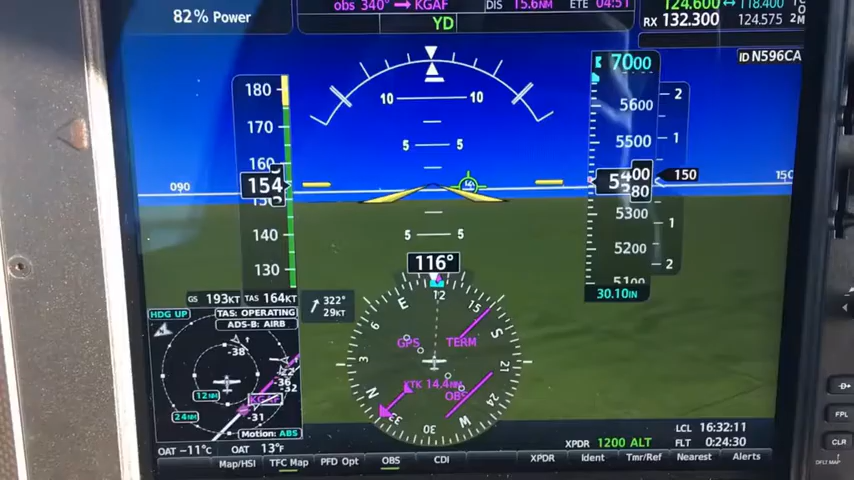 obs 340° → KGAF DIS 15.6NM ETE 04:51
124.600 ↔ 118.400
82% Power
YD
RX 132.300 124.575
ID N596CA
7000
180
170
160
154
140
130
10 10
5 5
5 5
090
150
5600
5500
5300
5200
5100
2
1
1
2
150
30.10IN
116°
GS 193KT TAS 164KT
322°
29KT
HDG UP
TAS: OPERATING
ADS-B: AIRB
-38
-36
-32
12NM
KGAF
-31
24NM
Motion: ABS
E 12 15 S 21 24 W 30 33 N 3 6
GPS TERM
XTK 14.4NM
OBS
OAT -11°C OAT 13°F
LCL 16:32:11
XPDR 1200 ALT FLT 0:24:30
Map/HSI TFC Map PFD Opt OBS CDI XPDR Ident Tmr/Ref Nearest Alerts
FPL
CLR
DFLT MAP